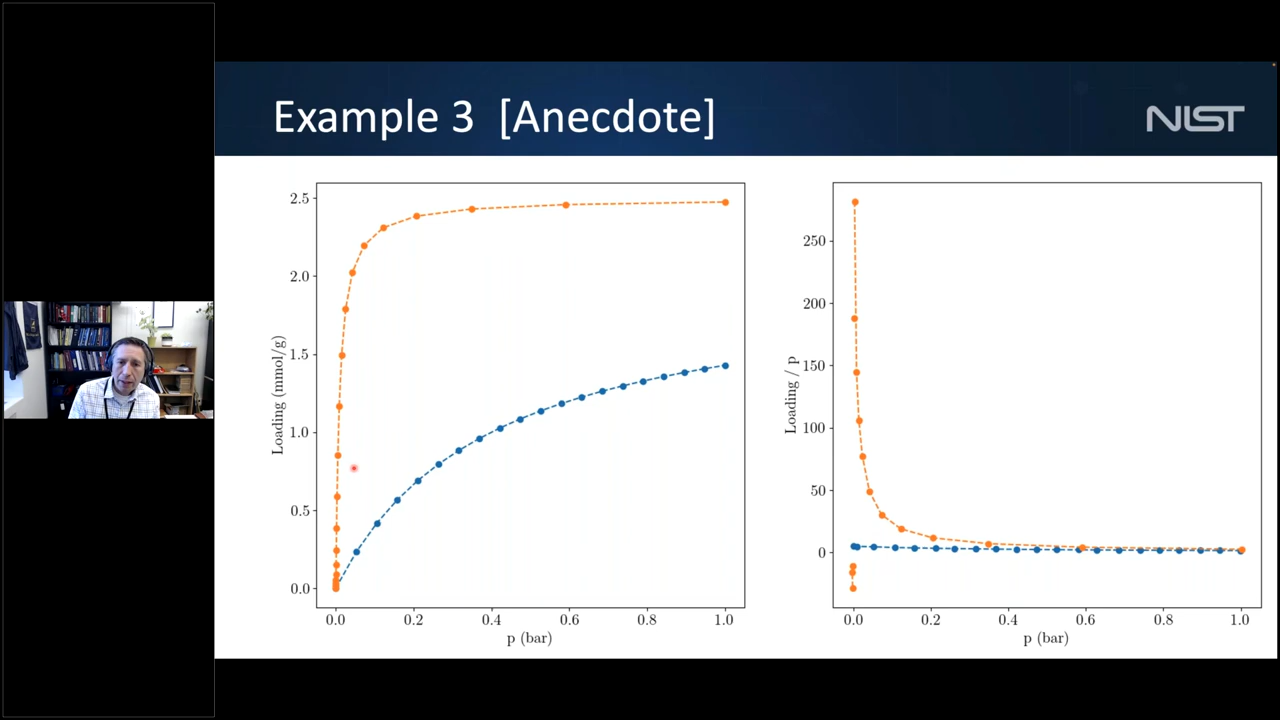 Example 3 [Anecdote]
NIST
2.5
2.0
1.5
1.0
0.5
0.0
Loading (mmol/g)
0.0 0.2 0.4 0.6 0.8 1.0
p (bar)
250
200
150
100
50
0
Loading / p
0.0 0.2 0.4 0.6 0.8 1.0
p (bar)